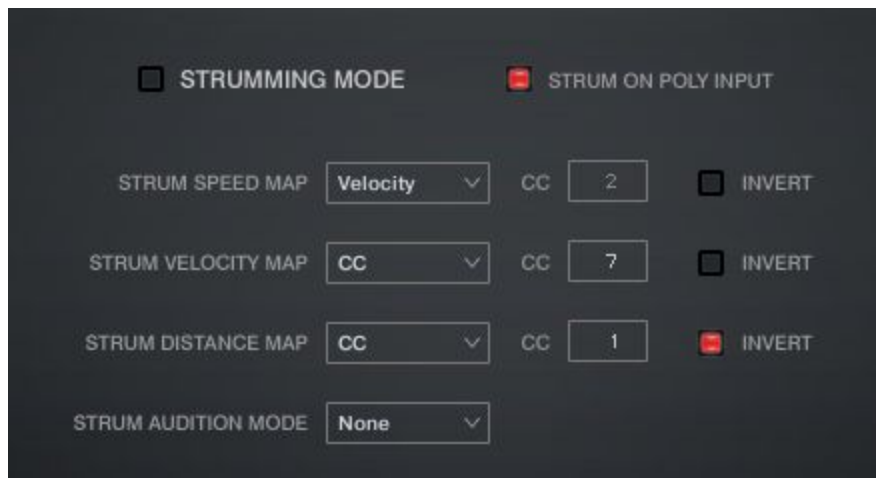 STRUMMING MODE STRUM ON POLY INPUT
STRUM SPEED MAP Velocity CC 2 INVERT
STRUM VELOCITY MAP CC CC 7 INVERT
STRUM DISTANCE MAP CC CC 1 INVERT
STRUM AUDITION MODE None